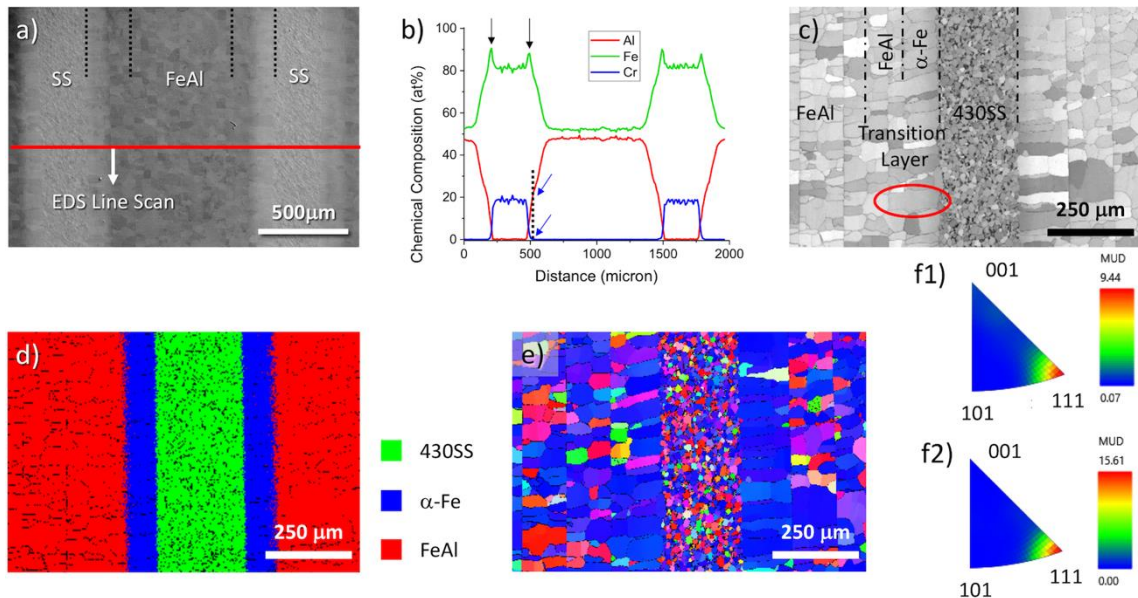 a)
SS
FeAl
SS
EDS Line Scan
500μm
b)
Chemical Composition (at%)
100
80
60
40
20
0
0
500
1000
1500
2000
Distance (micron)
Al
Fe
Cr
c)
FeAl
FeAl
α-Fe
430SS
Transition
Layer
250 μm
d)
250 μm
430SS
α-Fe
FeAl
e)
250 μm
f1)
001
101
111
MUD
9.44
0.07
f2)
001
101
111
MUD
15.61
0.00